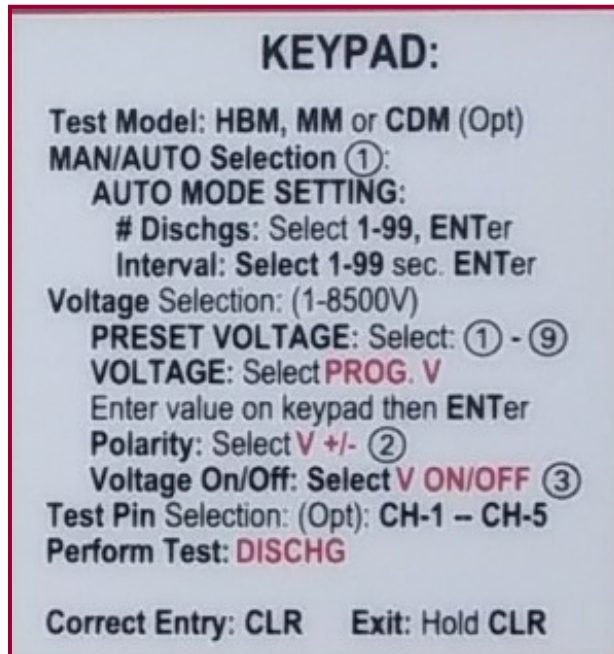 KEYPAD:
Test Model: HBM, MM or CDM (Opt)
MAN/AUTO Selection ①:
AUTO MODE SETTING:
# Dischgs: Select 1-99, ENTer
Interval: Select 1-99 sec. ENTer
Voltage Selection: (1-8500V)
PRESET VOLTAGE: Select: ① - ⑨
VOLTAGE: Select PROG. V
Enter value on keypad then ENTer
Polarity: Select V +/- ②
Voltage On/Off: Select V ON/OFF ③
Test Pin Selection: (Opt): CH-1 – CH-5
Perform Test: DISCHG
Correct Entry: CLR Exit: Hold CLR